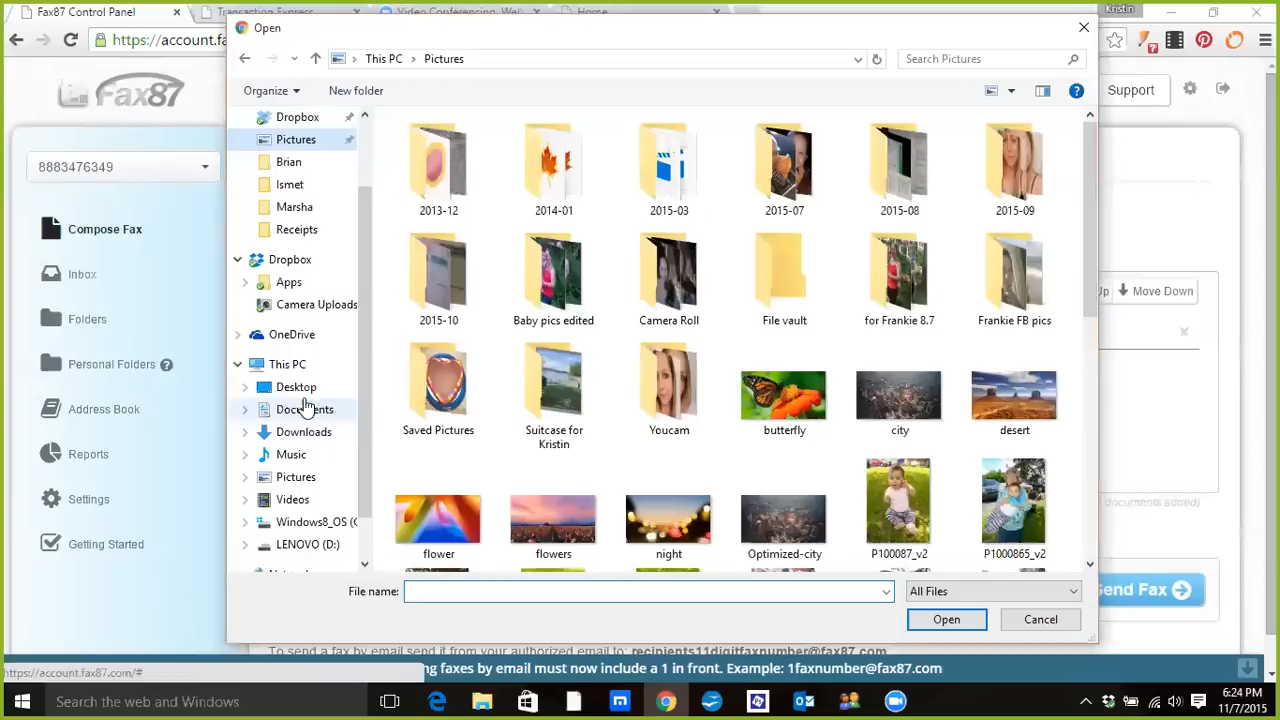 Fax87 Control Panel
Transaction Express
Video Conferencing, Web
Home
Kristin
https://account.fa
Open
This PC > Pictures
Search Pictures
Organize
New folder
Fax87
Support
8883476349
Compose Fax
Inbox
Folders
Personal Folders
Address Book
Reports
Settings
Getting Started
Dropbox
Pictures
Brian
Ismet
Marsha
Receipts
Dropbox
Apps
Camera Uploads
OneDrive
This PC
Desktop
Documents
Downloads
Music
Pictures
Videos
Windows8_OS (C
LENOVO (D:)
2013-12
2014-01
2015-03
2015-07
2015-08
2015-09
2015-10
Baby pics edited
Camera Roll
File vault
for Frankie 8.7
Frankie FB pics
Saved Pictures
Suitcase for
Kristin
Youcam
butterfly
city
desert
flower
flowers
night
Optimized-city
P100087_v2
P1000865_v2
Up
Move Down
documents added)
File name:
All Files
Open
Cancel
Send Fax
To send a fax by email send it from your authorized email to: recipients11digitfaxnumber@fax87.com
https://account.fax87.com/#
ng faxes by email must now include a 1 in front. Example: 1faxnumber@fax87.com
Search the web and Windows
6:24 PM
11/7/2015